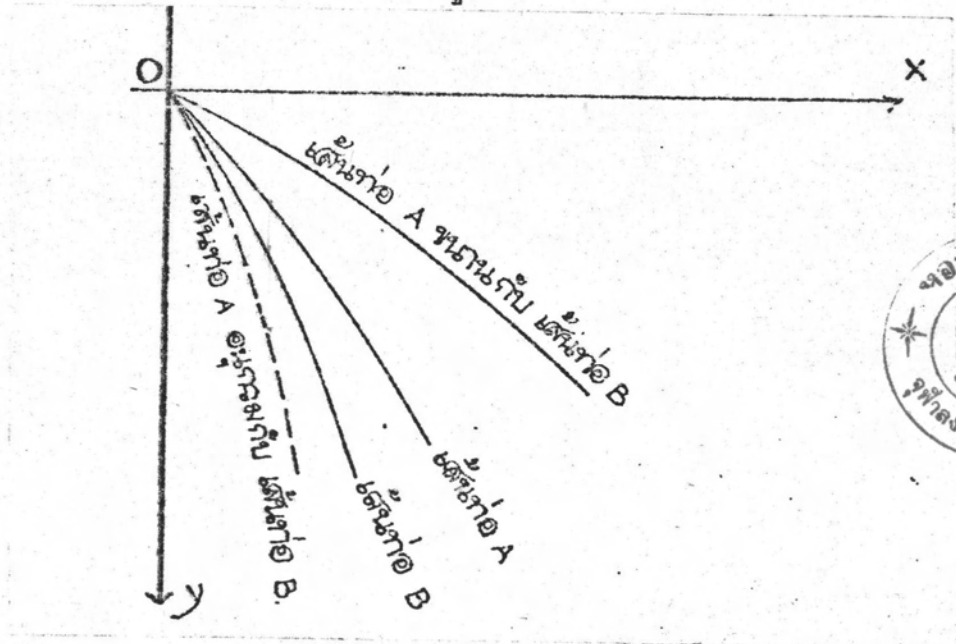 O
X
เส้นท่อ A ขนานกับ เส้นท่อ B
เส้นท่อ A
เส้นท่อ B
เส้นท่อ A อนุกรมกับ เส้นท่อ B.
y